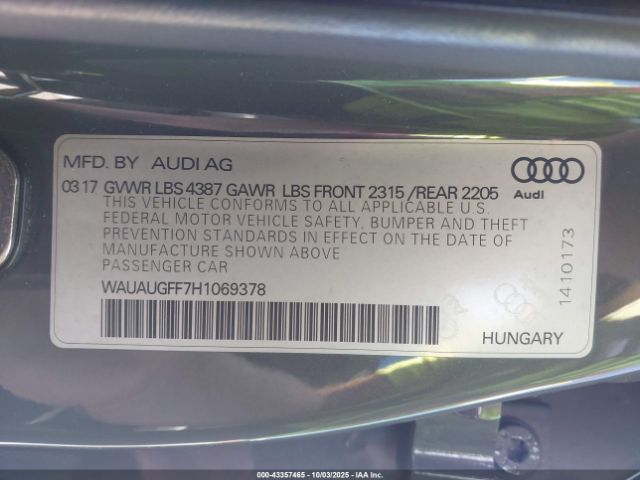 MFD. BY AUDI AG
03 17 GVWR LBS 4387 GAWR LBS FRONT 2315 /REAR 2205
THIS VEHICLE CONFORMS TO ALL APPLICABLE U.S.
FEDERAL MOTOR VEHICLE SAFETY, BUMPER AND THEFT
PREVENTION STANDARDS IN EFFECT ON THE DATE OF
MANUFACTURE SHOWN ABOVE
PASSENGER CAR
WAUAUGFF7H1069378
Audi
1410173
HUNGARY
000-43357465 - 10/03/2025 - IAA Inc.